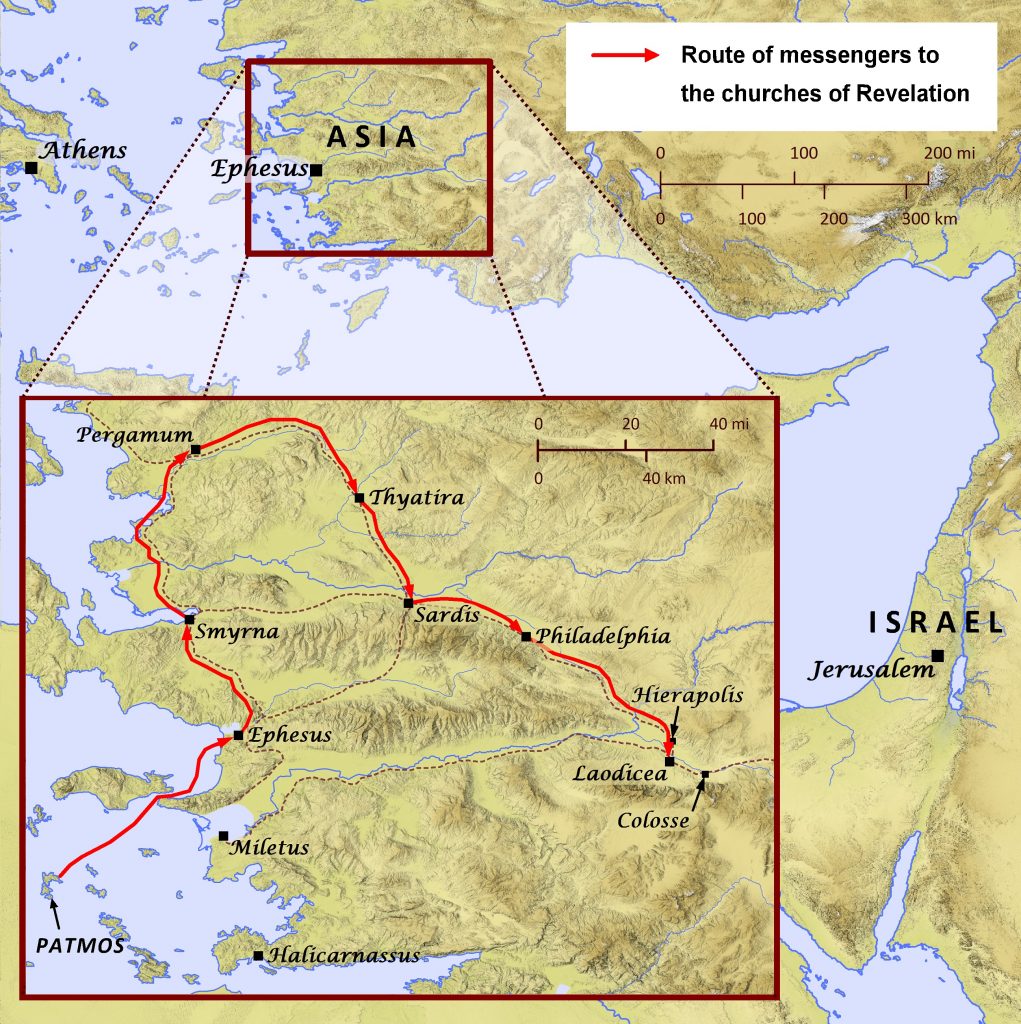 Route of messengers to
the churches of Revelation
Athens
ASIA
Ephesus
0 100 200 mi
0 100 200 300 km
Pergamum
0 20 40 mi
0 40 km
Thyatira
Sardis
Smyrna
Philadelphia
ISRAEL
Jerusalem
Hierapolis
Ephesus
Laodicea
Colosse
Miletus
PATMOS
Halicarnassus